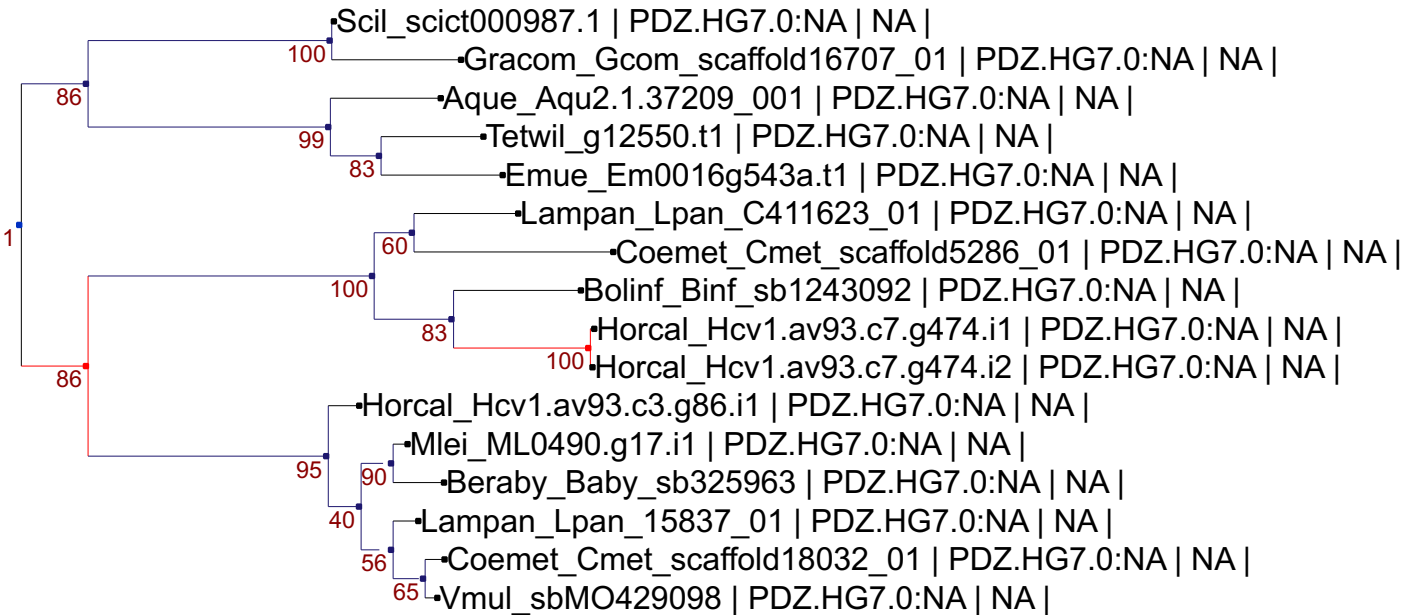 Scil_scict000987.1 | PDZ.HG7.0:NA | NA |
100
Gracom_Gcom_scaffold16707_01 | PDZ.HG7.0:NA | NA |
86
Aque_Aqu2.1.37209_001 | PDZ.HG7.0:NA | NA |
99
Tetwil_g12550.t1 | PDZ.HG7.0:NA | NA |
83
Emue_Em0016g543a.t1 | PDZ.HG7.0:NA | NA |
Lampan_Lpan_C411623_01 | PDZ.HG7.0:NA | NA |
1
60
Coemet_Cmet_scaffold5286_01 | PDZ.HG7.0:NA | NA |
100
Bolinf_Binf_sb1243092 | PDZ.HG7.0:NA | NA |
83
Horcal_Hcv1.av93.c7.g474.i1 | PDZ.HG7.0:NA | NA |
100
Horcal_Hcv1.av93.c7.g474.i2 | PDZ.HG7.0:NA | NA |
86
Horcal_Hcv1.av93.c3.g86.i1 | PDZ.HG7.0:NA | NA |
Mlei_ML0490.g17.i1 | PDZ.HG7.0:NA | NA |
95
90
Beraby_Baby_sb325963 | PDZ.HG7.0:NA | NA |
40
Lampan_Lpan_15837_01 | PDZ.HG7.0:NA | NA |
56
Coemet_Cmet_scaffold18032_01 | PDZ.HG7.0:NA | NA |
65
Vmul_sbMO429098 | PDZ.HG7.0:NA | NA |